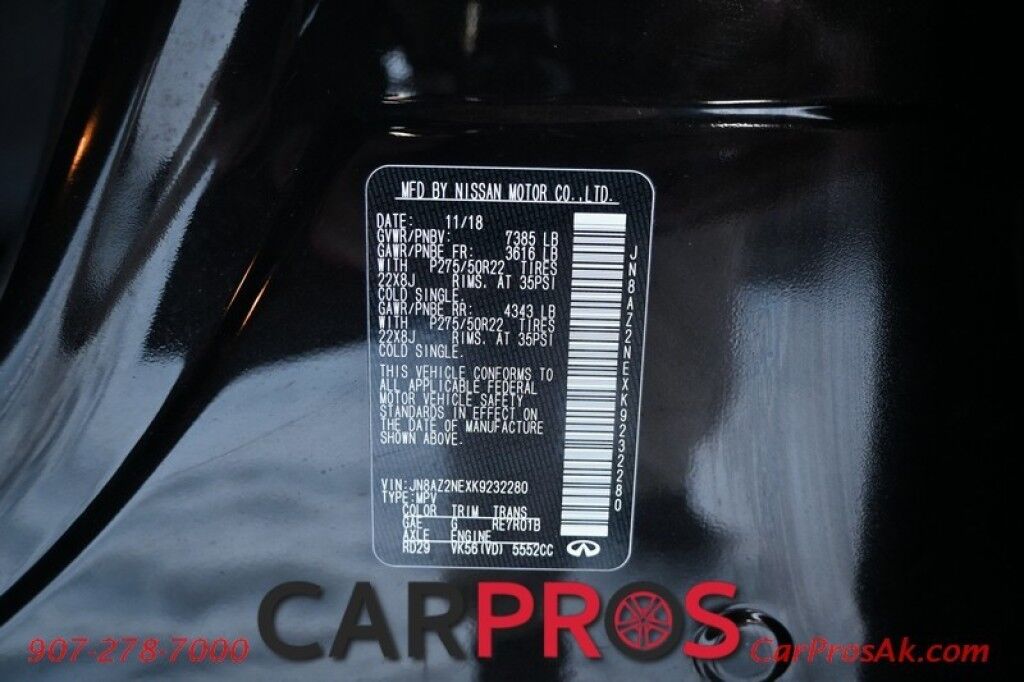 MFD BY NISSAN MOTOR CO.,LTD.
DATE: 11/18
GVWR/PNBV: 7385 LB
GAWR/PNBE FR: 3616 LB
WITH P275/50R22 TIRES
22X8J RIMS. AT 35PSI
COLD SINGLE.
GAWR/PNBE RR: 4343 LB
WITH P275/50R22 TIRES
22X8J RIMS. AT 35PSI
COLD SINGLE.
THIS VEHICLE CONFORMS TO
ALL APPLICABLE FEDERAL
MOTOR VEHICLE SAFETY
STANDARDS IN EFFECT ON
THE DATE OF MANUFACTURE
SHOWN ABOVE.
VIN:JN8AZ2NEXK9232280
TYPE:MPV
COLOR TRIM TRANS
GAE G RE7R01B
AXLE ENGINE
RD29 VK56(VD) 5552CC
JN8AZ2NEXK9232280
CARPROS
907-278-7000
CarProsAk.com